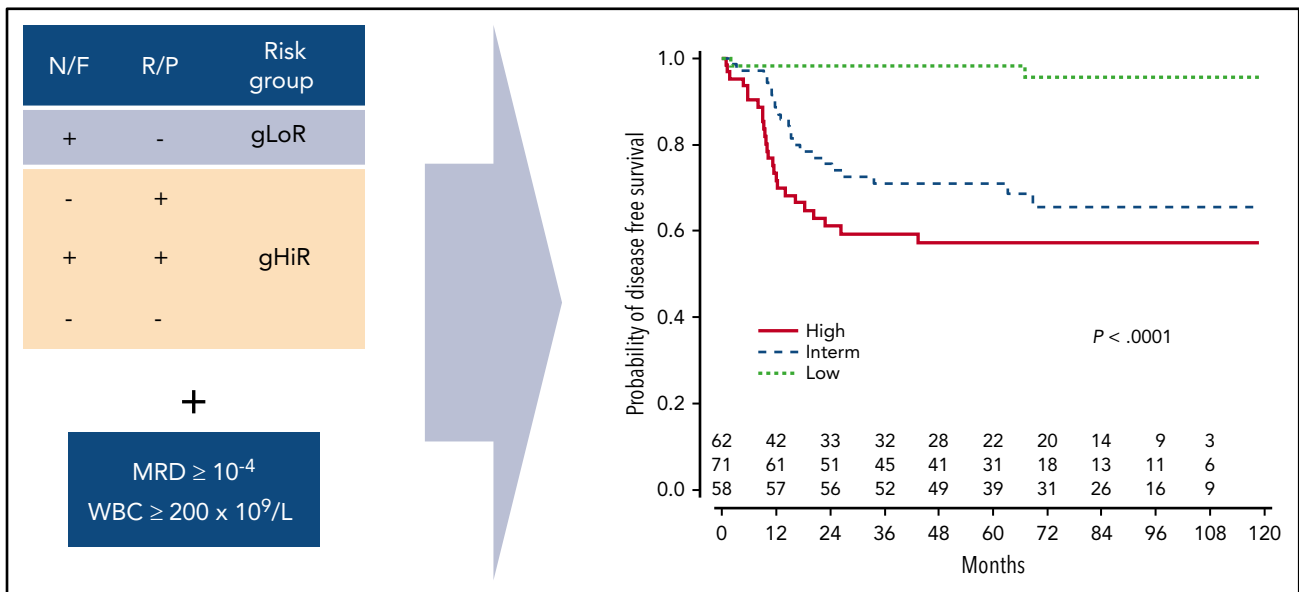 N/F R/P Risk group
+ - gLoR
- +
+ + gHiR
- -
+
MRD ≥ 10⁻⁴
WBC ≥ 200 x 10⁹/L
Probability of disease free survival
1.0
0.8
0.6
0.4
0.2
0.0
High
Interm
Low
P < .0001
62 42 33 32 28 22 20 14 9 3
71 61 51 45 41 31 18 13 11 6
58 57 56 52 49 39 31 26 16 9
0 12 24 36 48 60 72 84 96 108 120
Months